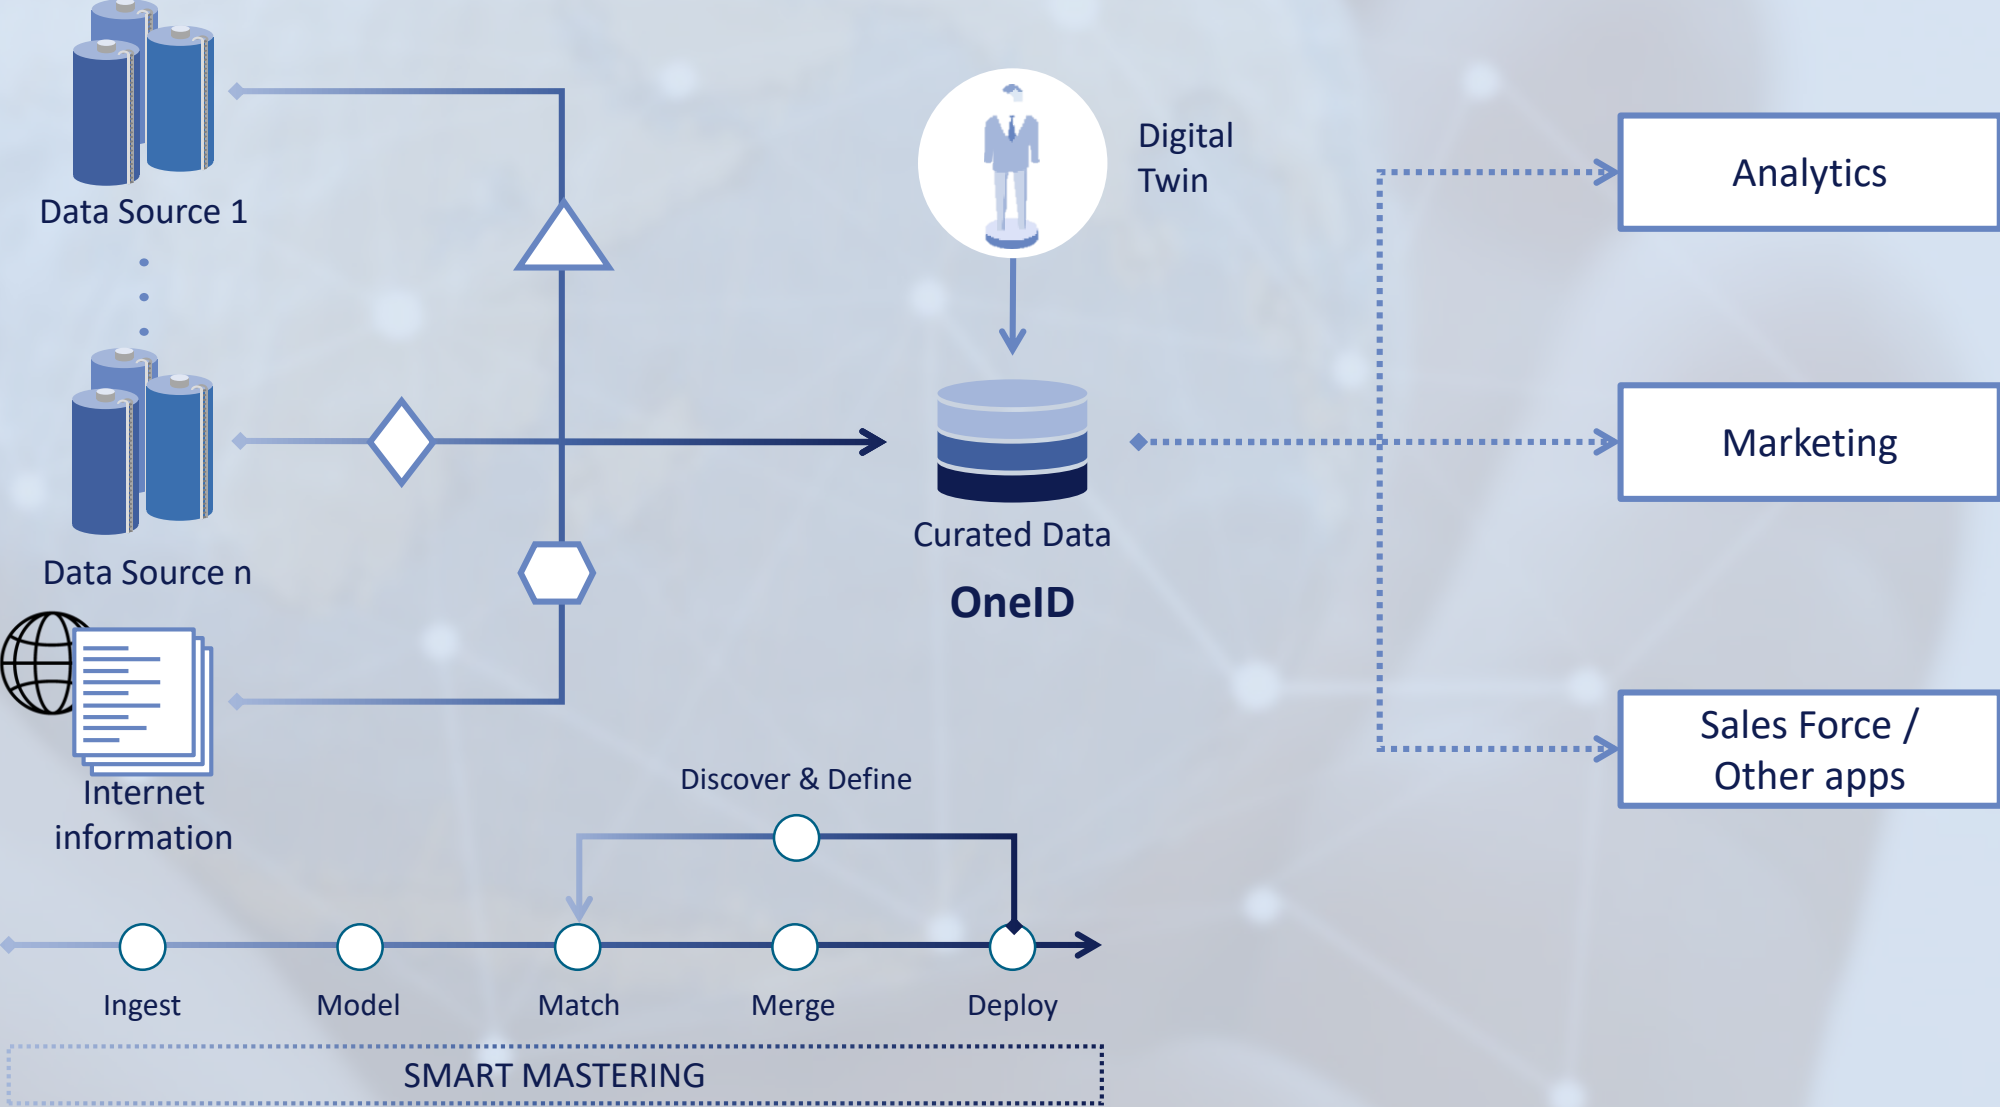 Data Source 1
Data Source n
Internet
information
Digital
Twin
Curated Data
OneID
Analytics
Marketing
Sales Force /
Other apps
Discover & Define
Ingest
Model
Match
Merge
Deploy
SMART MASTERING